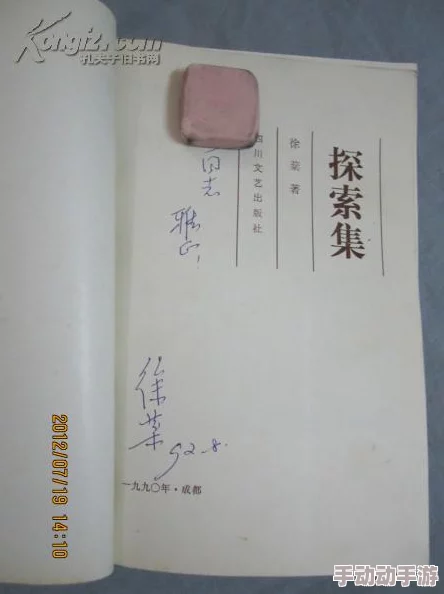 Kongfz.com
孔夫子旧书网
探索集
徐棻著
四川文艺出版社
同志
雅正!
徐棻
92.8.
一九九〇年·成都
2012/07/19 14:10
手动动手游